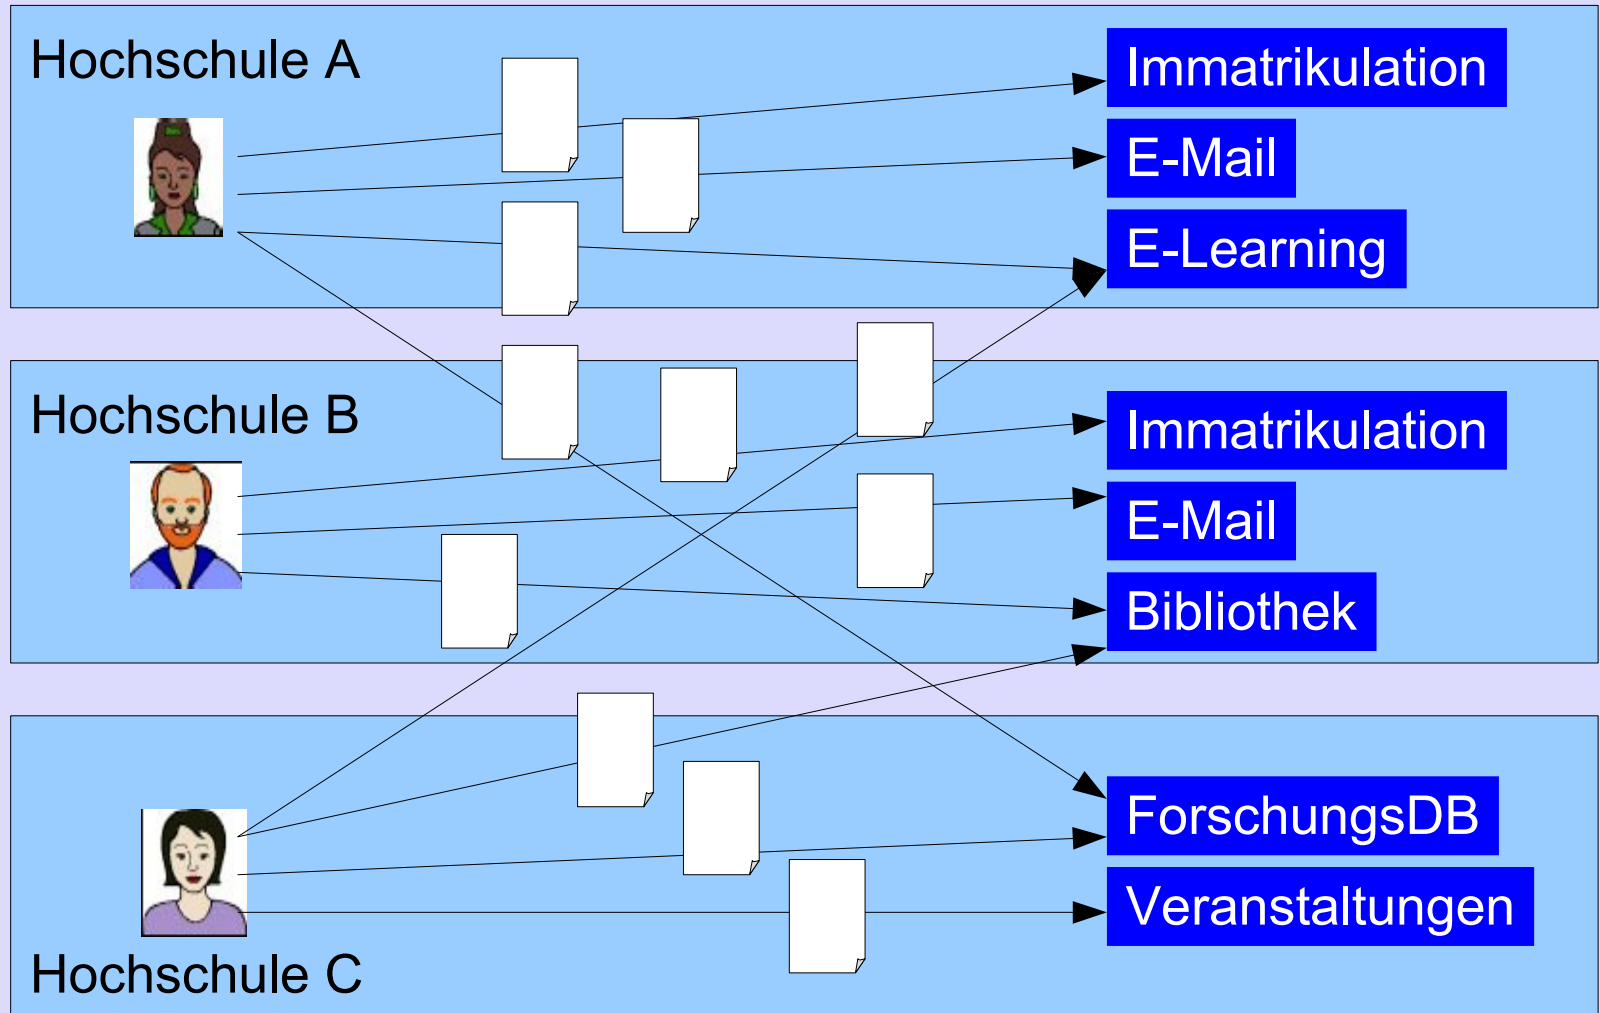 Hochschule A
Immatrikulation
E-Mail
E-Learning
Hochschule B
Immatrikulation
E-Mail
Bibliothek
ForschungsDB
Veranstaltungen
Hochschule C